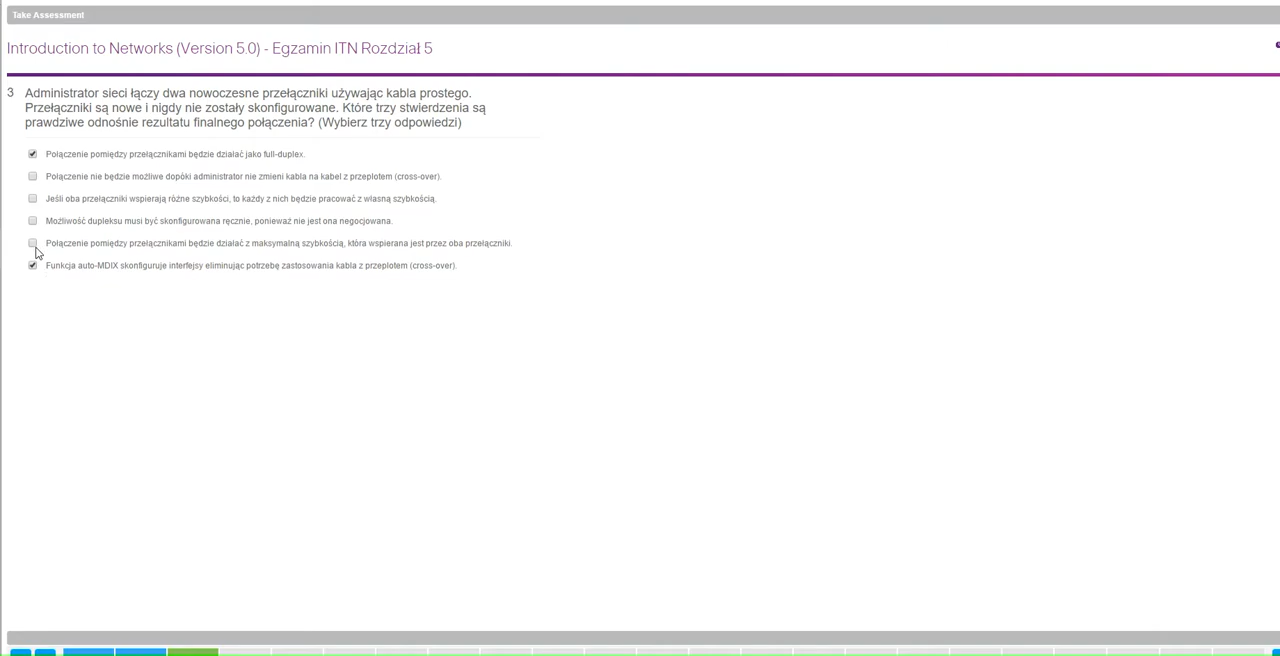 Take Assessment
Introduction to Networks (Version 5.0) - Egzamin ITN Rozdział 5
3 Administrator sieci łączy dwa nowoczesne przełączniki używając kabla prostego.
Przełączniki są nowe i nigdy nie zostały skonfigurowane. Które trzy stwierdzenia są
prawdziwe odnośnie rezultatu finalnego połączenia? (Wybierz trzy odpowiedzi)
Połączenie pomiędzy przełącznikami będzie działać jako full-duplex.
Połączenie nie będzie możliwe dopóki administrator nie zmieni kabla na kabel z przeplotem (cross-over).
Jeśli oba przełączniki wspierają różne szybkości, to każdy z nich będzie pracować z własną szybkością.
Możliwość dupleksu musi być skonfigurowana ręcznie, ponieważ nie jest ona negocjowana.
Połączenie pomiędzy przełącznikami będzie działać z maksymalną szybkością, która wspierana jest przez oba przełączniki.
Funkcja auto-MDIX skonfiguruje interfejsy eliminując potrzebę zastosowania kabla z przeplotem (cross-over).